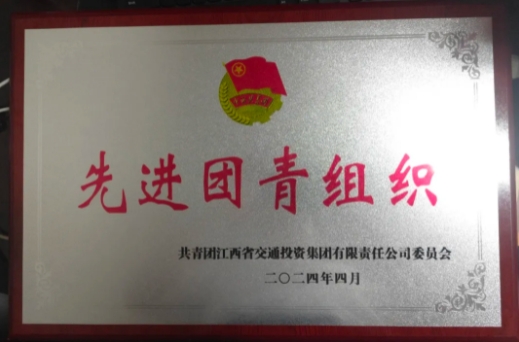 先进团青组织
共青团江西省交通投资集团有限责任公司委员会
二〇二四年四月